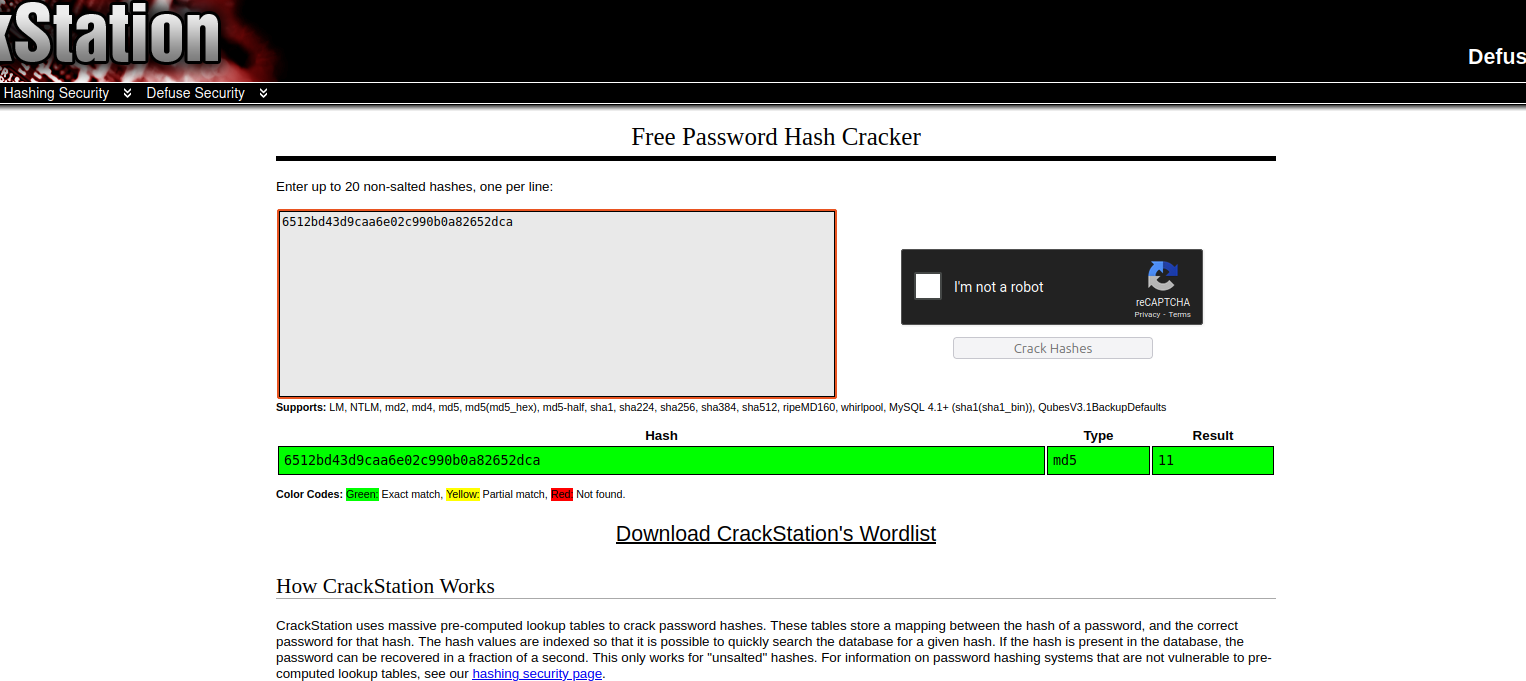 kStation
Defus
Hashing Security Defuse Security
Free Password Hash Cracker
Enter up to 20 non-salted hashes, one per line:
6512bd43d9caa6e02c990b0a82652dca
I'm not a robot
reCAPTCHA
Privacy - Terms
Crack Hashes
Supports: LM, NTLM, md2, md4, md5, md5(md5_hex), md5-half, sha1, sha224, sha256, sha384, sha512, ripeMD160, whirlpool, MySQL 4.1+ (sha1(sha1_bin)), QubesV3.1BackupDefaults
Hash Type Result
6512bd43d9caa6e02c990b0a82652dca md5 11
Color Codes: Green: Exact match, Yellow: Partial match, Red: Not found.
Download CrackStation's Wordlist
How CrackStation Works
CrackStation uses massive pre-computed lookup tables to crack password hashes. These tables store a mapping between the hash of a password, and the correct
password for that hash. The hash values are indexed so that it is possible to quickly search the database for a given hash. If the hash is present in the database, the
password can be recovered in a fraction of a second. This only works for "unsalted" hashes. For information on password hashing systems that are not vulnerable to pre-
computed lookup tables, see our hashing security page.